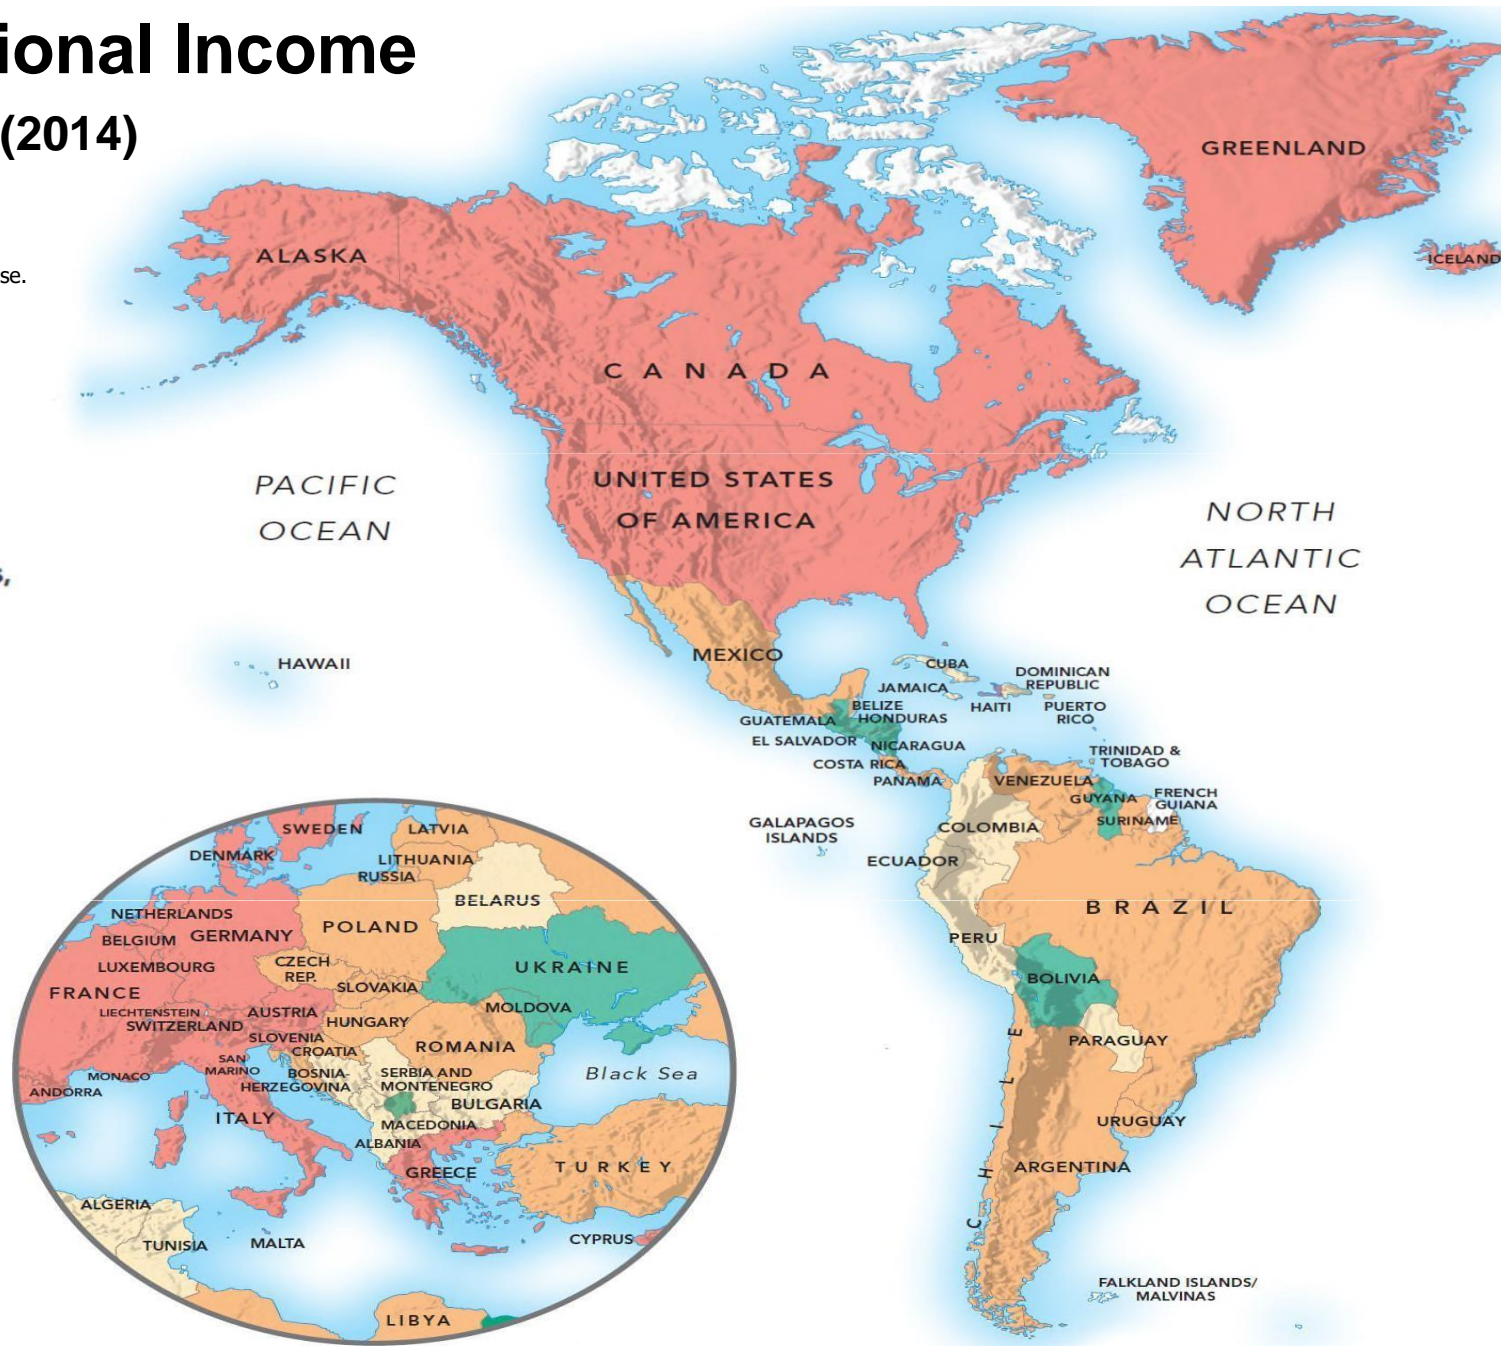 ional Income
(2014)
se.
s,
GREENLAND
ICELAND
ALASKA
CANADA
UNITED STATES
OF AMERICA
PACIFIC
OCEAN
NORTH
ATLANTIC
OCEAN
HAWAII
MEXICO
CUBA
DOMINICAN
REPUBLIC
JAMAICA
HAITI
PUERTO
RICO
BELIZE
GUATEMALA
HONDURAS
EL SALVADOR
NICARAGUA
COSTA RICA
PANAMA
TRINIDAD &
TOBAGO
VENEZUELA
GUYANA
FRENCH
GUIANA
SURINAME
GALAPAGOS
ISLANDS
COLOMBIA
ECUADOR
BRAZIL
PERU
BOLIVIA
PARAGUAY
CHILE
URUGUAY
ARGENTINA
FALKLAND ISLANDS/
MALVINAS
SWEDEN
LATVIA
DENMARK
LITHUANIA
RUSSIA
BELARUS
NETHERLANDS
BELGIUM
GERMANY
POLAND
LUXEMBOURG
CZECH
REP.
UKRAINE
SLOVAKIA
FRANCE
LIECHTENSTEIN
SWITZERLAND
AUSTRIA
HUNGARY
MOLDOVA
SLOVENIA
CROATIA
ROMANIA
SAN
MARINO
MONACO
ANDORRA
BOSNIA-
HERZEGOVINA
SERBIA AND
MONTENEGRO
Black Sea
BULGARIA
ITALY
MACEDONIA
ALBANIA
GREECE
TURKEY
ALGERIA
TUNISIA
MALTA
CYPRUS
LIBYA